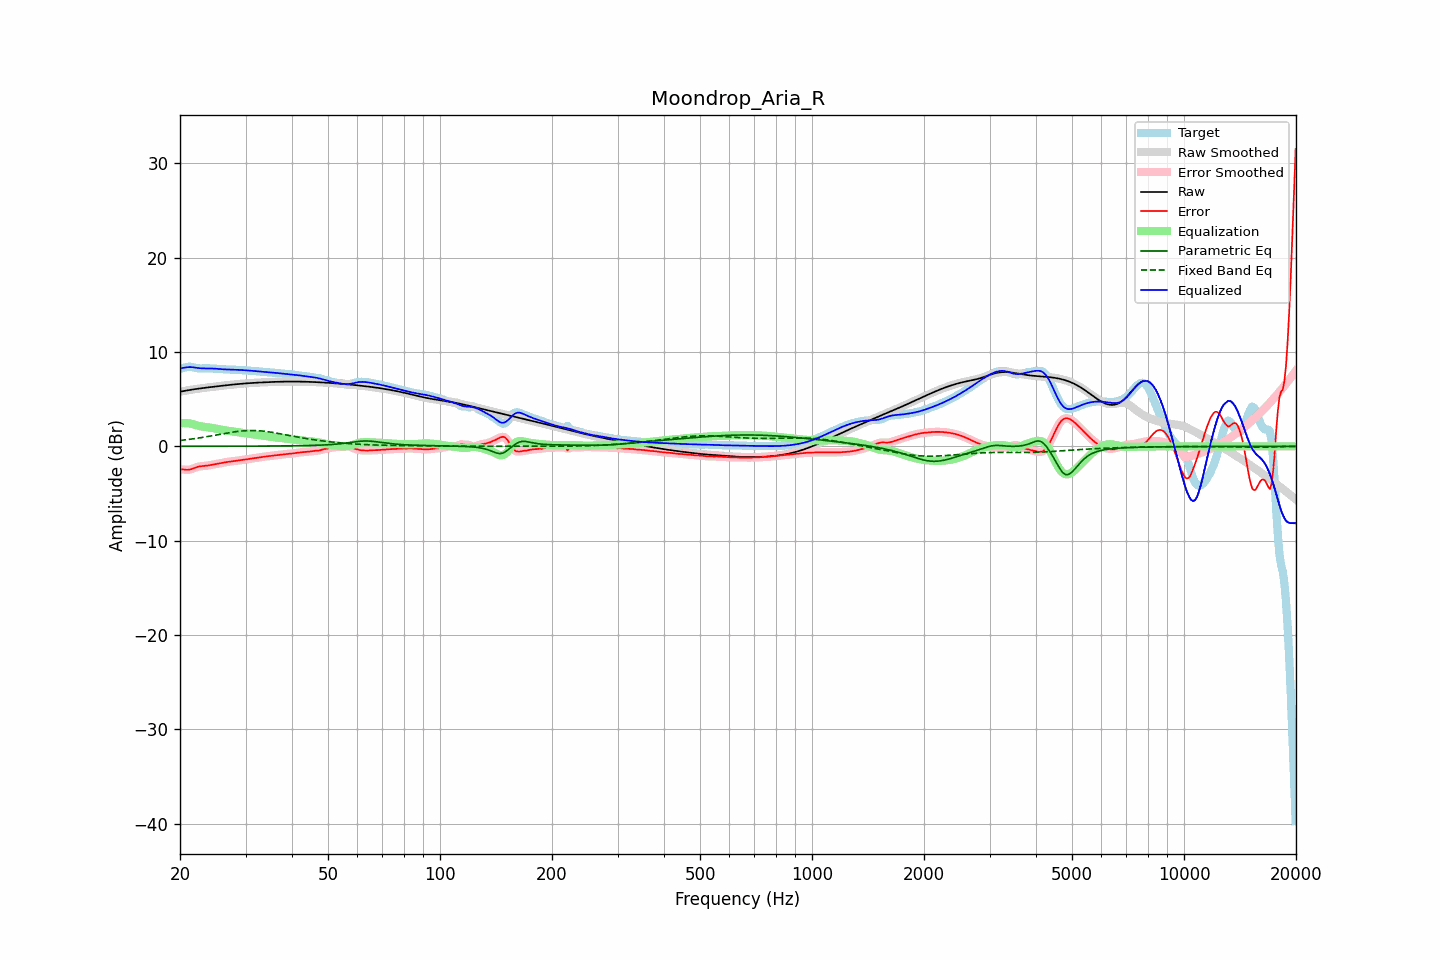 Moondrop_Aria_R
Target
Raw Smoothed
Error Smoothed
Raw
Error
Equalization
Parametric Eq
Fixed Band Eq
Equalized
Amplitude (dBr)
30
20
10
0
−10
−20
−30
−40
20
50
100
200
500
1000
2000
5000
10000
20000
Frequency (Hz)